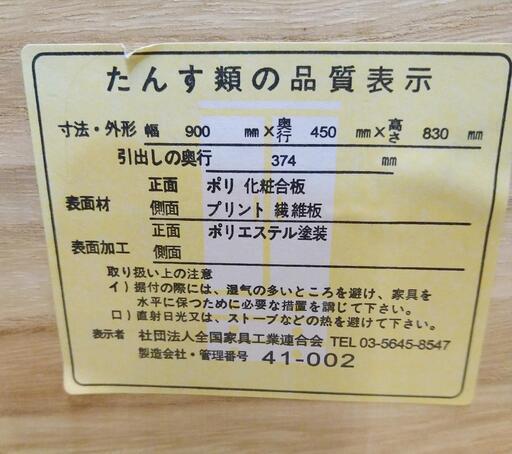 たんす類の品質表示
寸法・外形 幅 900 mm×奥行 450 mm×高さ 830 mm
引出しの奥行 374 mm
表面材 正面 ポリ 化粧合板
側面 プリント 繊維板
表面加工 正面 ポリエステル塗装
側面
取り扱い上の注意
イ）据付の際には、湿気の多いところを避け、家具を
水平に保つために必要な措置を講じて下さい。
ロ）直射日光又は、ストーブなどの熱を避けて下さい。
表示者 社団法人全国家具工業連合会 TEL 03-5645-8547
製造会社・管理番号 41-002